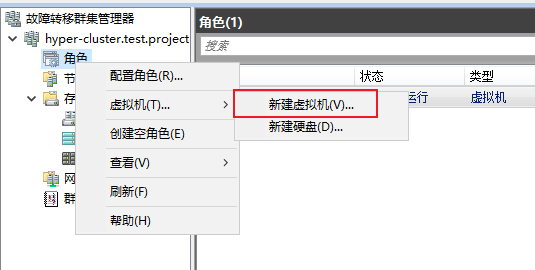 故障转移群集管理器
hyper-cluster.test.project
角色
节
存
网
群
角色(1)
搜索
状态
类型
运行
虚拟机
配置角色(R)...
虚拟机(T)...
创建空角色(E)
查看(V)
刷新(F)
帮助(H)
新建虚拟机(V)...
新建硬盘(D)...